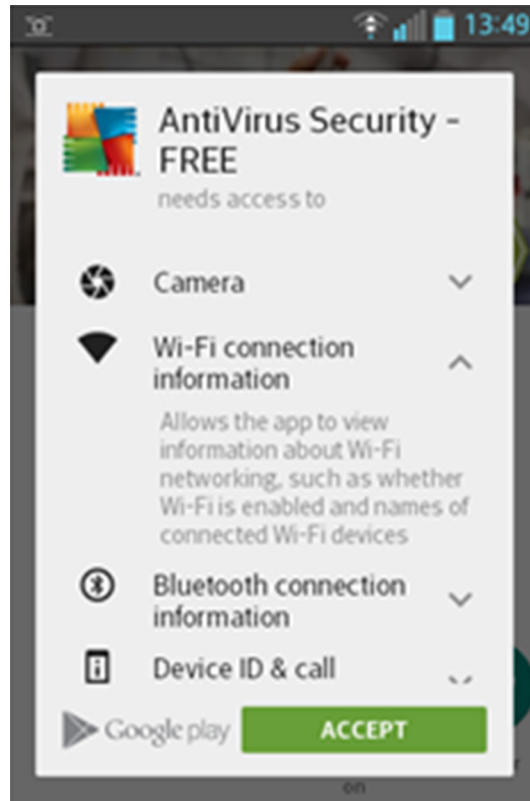 13:49
AntiVirus Security -
FREE
needs access to
Camera
Wi-Fi connection
information
Allows the app to view
information about Wi-Fi
networking, such as whether
Wi-Fi is enabled and names of
connected Wi-Fi devices
Bluetooth connection
information
Device ID & call
Google play
ACCEPT
on